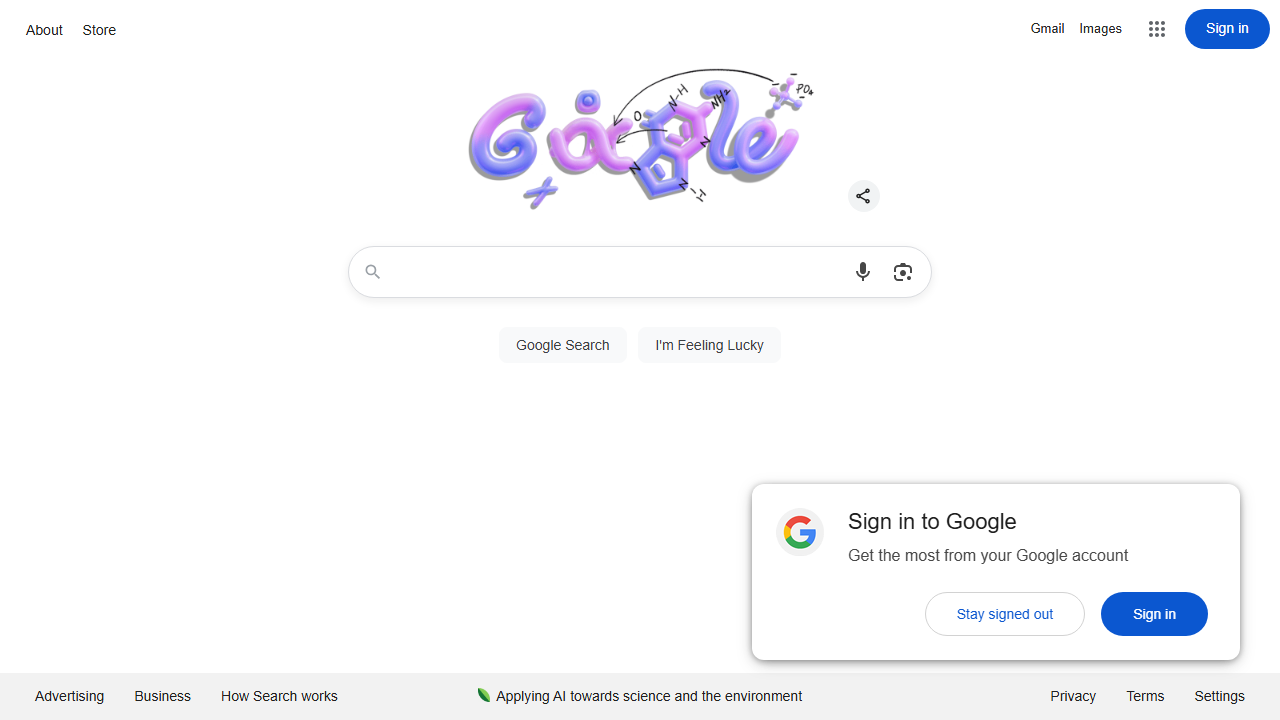 About Store
Gmail Images Sign in
Google
O N-H NH2 PO4
N N
N-H
Google Search I'm Feeling Lucky
Sign in to Google
Get the most from your Google account
Stay signed out Sign in
Advertising Business How Search works Applying AI towards science and the environment Privacy Terms Settings